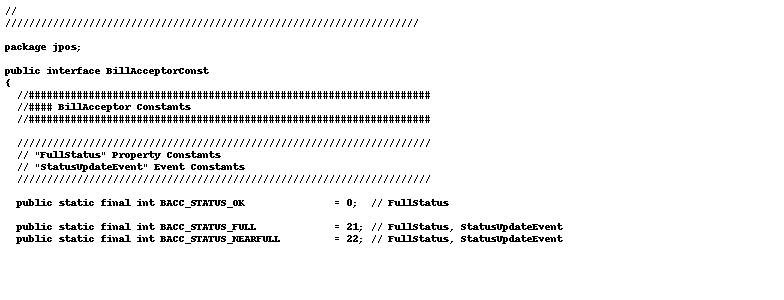 //
/////////////////////////////////////////////////////////////////////
package jpos;
public interface BillAcceptorConst
{
//###################################################################
//#### BillAcceptor Constants
//###################################################################
/////////////////////////////////////////////////////////////////////
// "FullStatus" Property Constants
// "StatusUpdateEvent" Event Constants
/////////////////////////////////////////////////////////////////////
public static final int BACC_STATUS_OK = 0; // FullStatus
public static final int BACC_STATUS_FULL = 21; // FullStatus, StatusUpdateEvent
public static final int BACC_STATUS_NEARFULL = 22; // FullStatus, StatusUpdateEvent